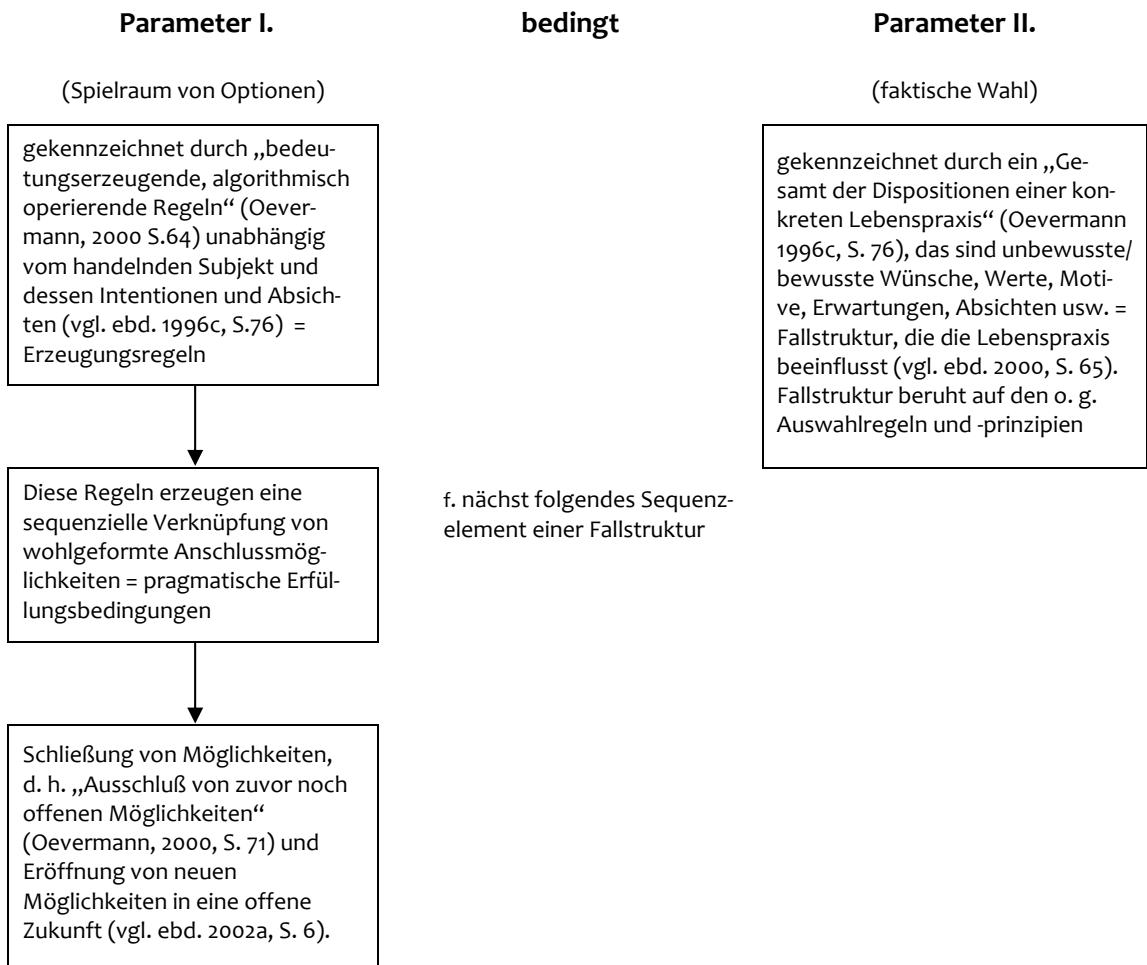 Parameter I.
bedingt
Parameter II.
(Spielraum von Optionen)
(faktische Wahl)
gekennzeichnet durch „bedeu-
tungserzeugende, algorithmisch
operierende Regeln“ (Oever-
mann, 2000 S.64) unabhängig
vom handelnden Subjekt und
dessen Intentionen und Absich-
ten (vgl. ebd. 1996c, S.76) =
Erzeugungsregeln
gekennzeichnet durch ein „Ge-
samt der Dispositionen einer kon-
kreten Lebenspraxis“ (Oevermann
1996c, S. 76), das sind unbewusste/
bewusste Wünsche, Werte, Moti-
ve, Erwartungen, Absichten usw. =
Fallstruktur, die die Lebenspraxis
beeinflusst (vgl. ebd. 2000, S. 65).
Fallstruktur beruht auf den o. g.
Auswahlregeln und -prinzipien
Diese Regeln erzeugen eine
sequenzielle Verknüpfung von
wohlgeformte Anschlussmög-
lichkeiten = pragmatische Erfül-
lungsbedingungen
f. nächst folgendes Sequenz-
element einer Fallstruktur
Schließung von Möglichkeiten,
d. h. „Ausschluß von zuvor noch
offenen Möglichkeiten“
(Oevermann, 2000, S. 71) und
Eröffnung von neuen
Möglichkeiten in eine offene
Zukunft (vgl. ebd. 2002a, S. 6).